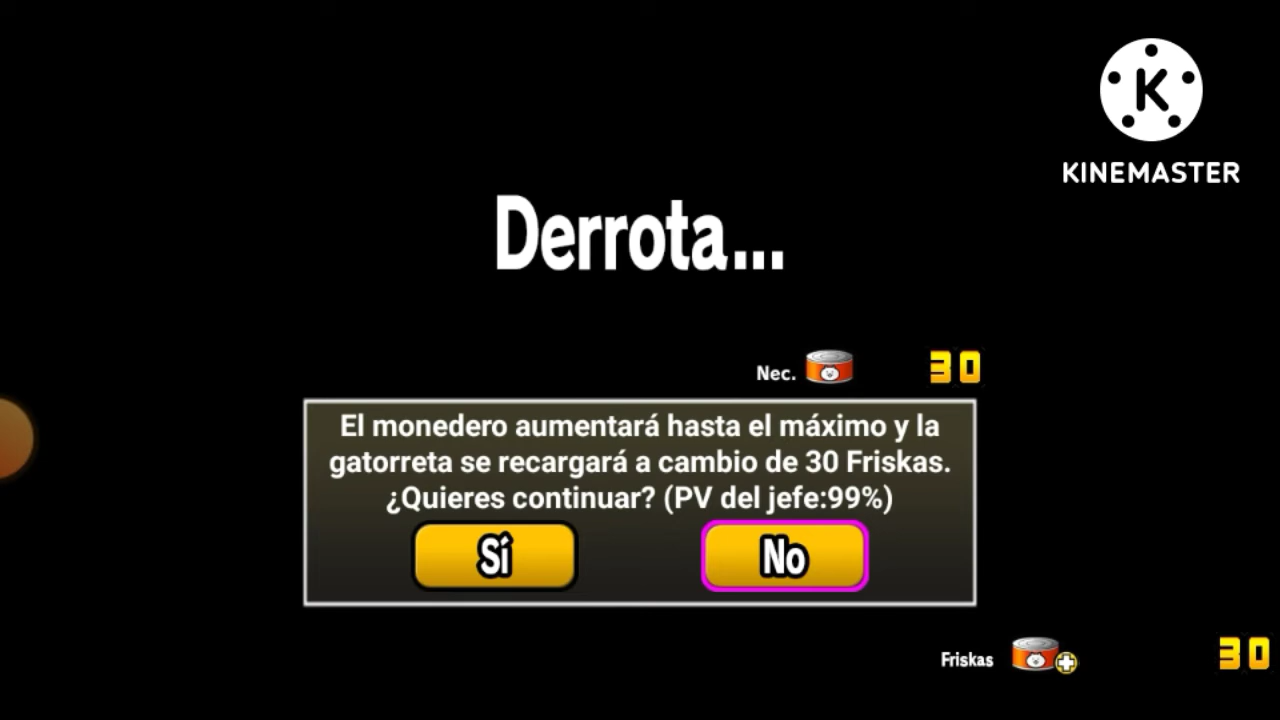 K
KINEMASTER
Derrota...
Nec. 30
El monedero aumentará hasta el máximo y la
gatorreta se recargará a cambio de 30 Friskas.
¿Quieres continuar? (PV del jefe:99%)
Sí No
Friskas 30